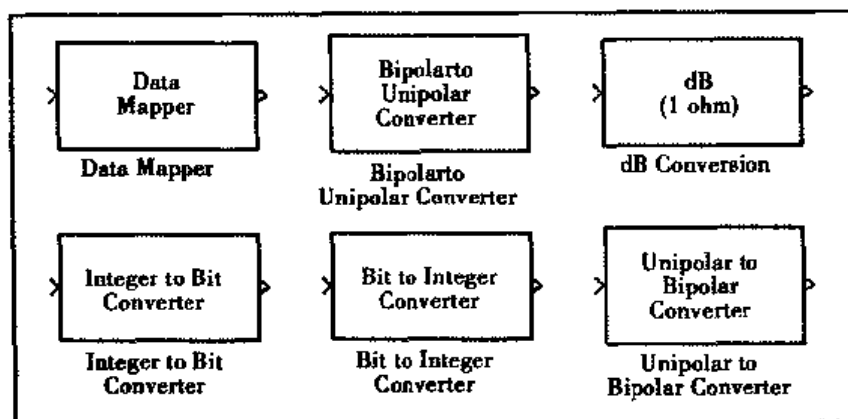 Data
Mapper
Data Mapper
Bipolarto
Unipolar
Converter
Bipolarto
Unipolar Converter
dB
(1 ohm)
dB Conversion
Integer to Bit
Converter
Integer to Bit
Converter
Bit to Integer
Converter
Bit to Integer
Converter
Unipolar to
Bipolar
Converter
Unipolar to
Bipolar Converter